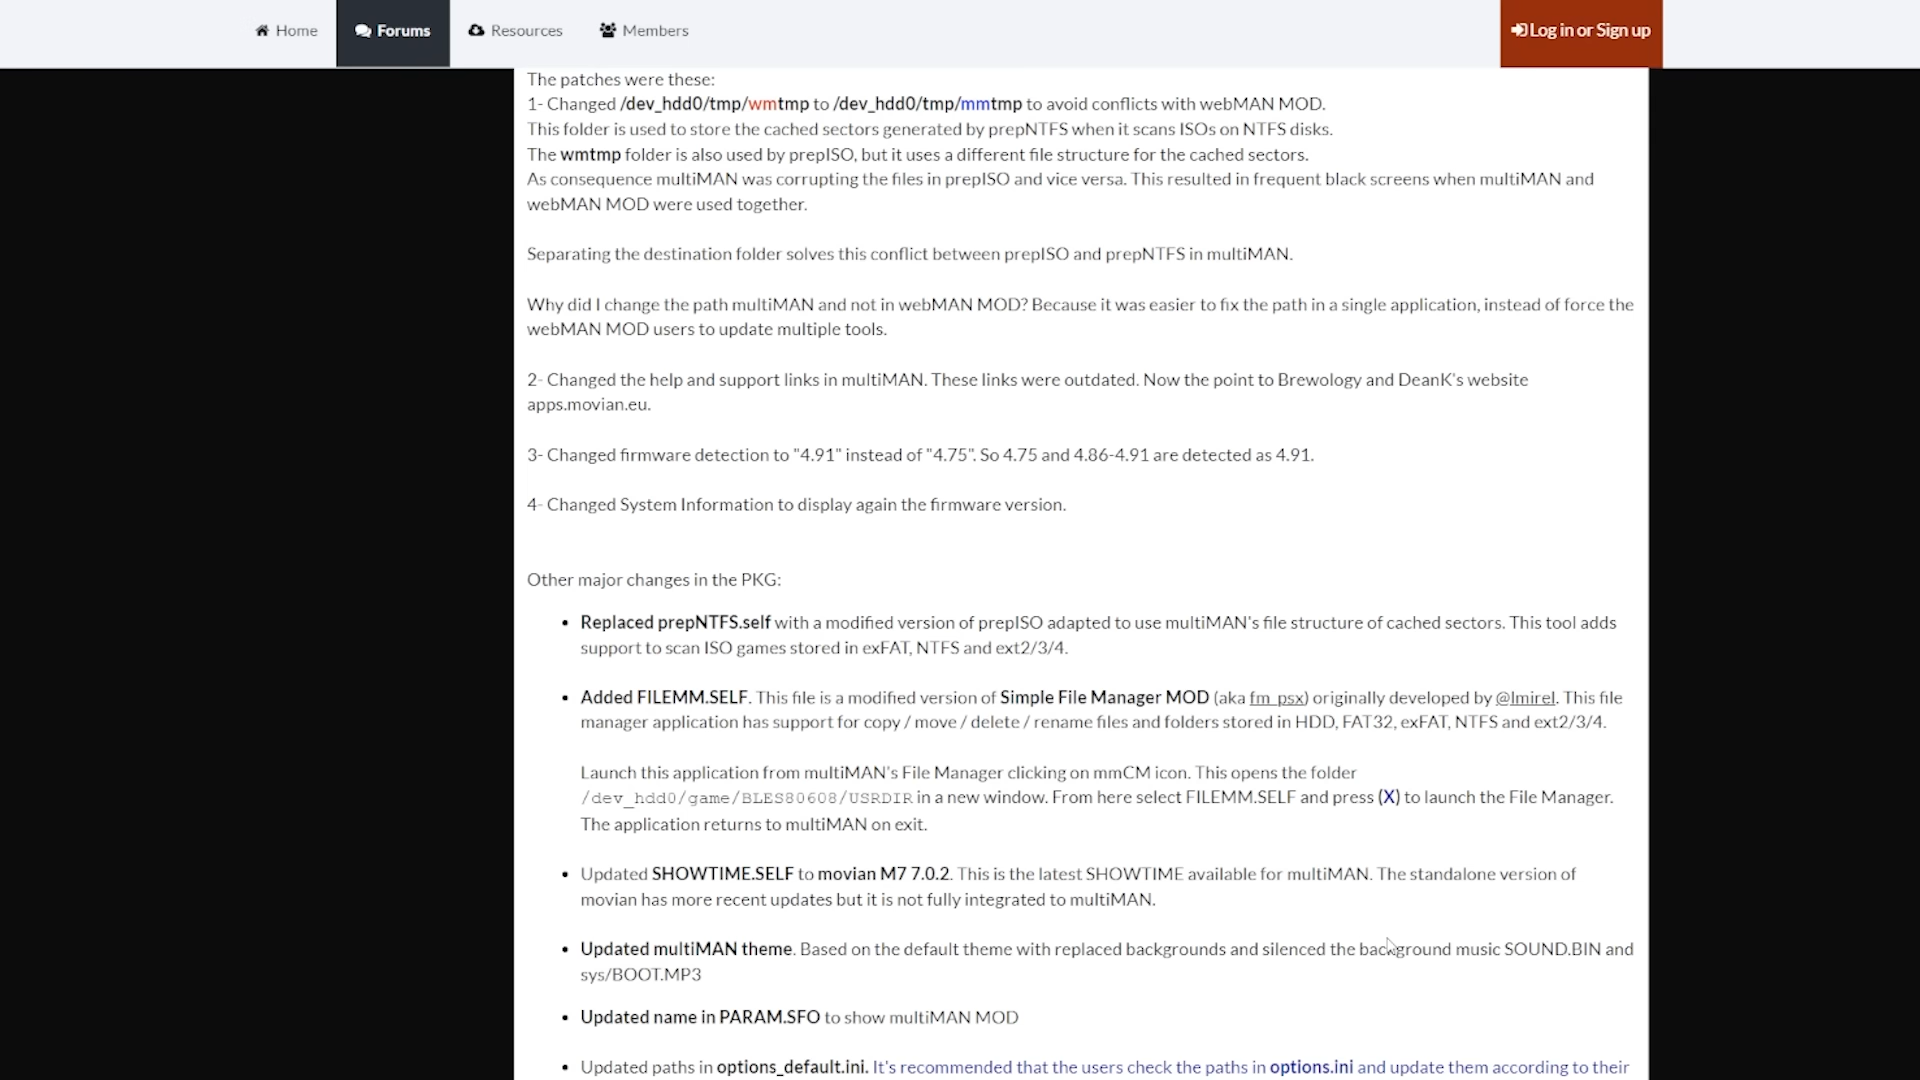 Home Forums Resources Members Log in or Sign up
The patches were these:
1- Changed /dev_hdd0/tmp/wmtmp to /dev_hdd0/tmp/mmtmp to avoid conflicts with webMAN MOD.
This folder is used to store the cached sectors generated by prepNTFS when it scans ISOs on NTFS disks.
The wmtmp folder is also used by prepISO, but it uses a different file structure for the cached sectors.
As consequence multiMAN was corrupting the files in prepISO and vice versa. This resulted in frequent black screens when multiMAN and
webMAN MOD were used together.
Separating the destination folder solves this conflict between prepISO and prepNTFS in multiMAN.
Why did I change the path multiMAN and not in webMAN MOD? Because it was easier to fix the path in a single application, instead of force the
webMAN MOD users to update multiple tools.
2- Changed the help and support links in multiMAN. These links were outdated. Now the point to Brewology and DeanK's website
apps.movian.eu.
3- Changed firmware detection to "4.91" instead of "4.75". So 4.75 and 4.86-4.91 are detected as 4.91.
4- Changed System Information to display again the firmware version.
Other major changes in the PKG:
• Replaced prepNTFS.self with a modified version of prepISO adapted to use multiMAN's file structure of cached sectors. This tool adds
support to scan ISO games stored in exFAT, NTFS and ext2/3/4.
• Added FILEMM.SELF. This file is a modified version of Simple File Manager MOD (aka fm_psx) originally developed by @lmirel. This file
manager application has support for copy / move / delete / rename files and folders stored in HDD, FAT32, exFAT, NTFS and ext2/3/4.
Launch this application from multiMAN's File Manager clicking on mmCM icon. This opens the folder
/dev_hdd0/game/BLES80608/USRDIR in a new window. From here select FILEMM.SELF and press (X) to launch the File Manager.
The application returns to multiMAN on exit.
• Updated SHOWTIME.SELF to movian M7 7.0.2. This is the latest SHOWTIME available for multiMAN. The standalone version of
movian has more recent updates but it is not fully integrated to multiMAN.
• Updated multiMAN theme. Based on the default theme with replaced backgrounds and silenced the background music SOUND.BIN and
sys/BOOT.MP3
• Updated name in PARAM.SFO to show multiMAN MOD
• Updated paths in options_default.ini. It's recommended that the users check the paths in options.ini and update them according to their